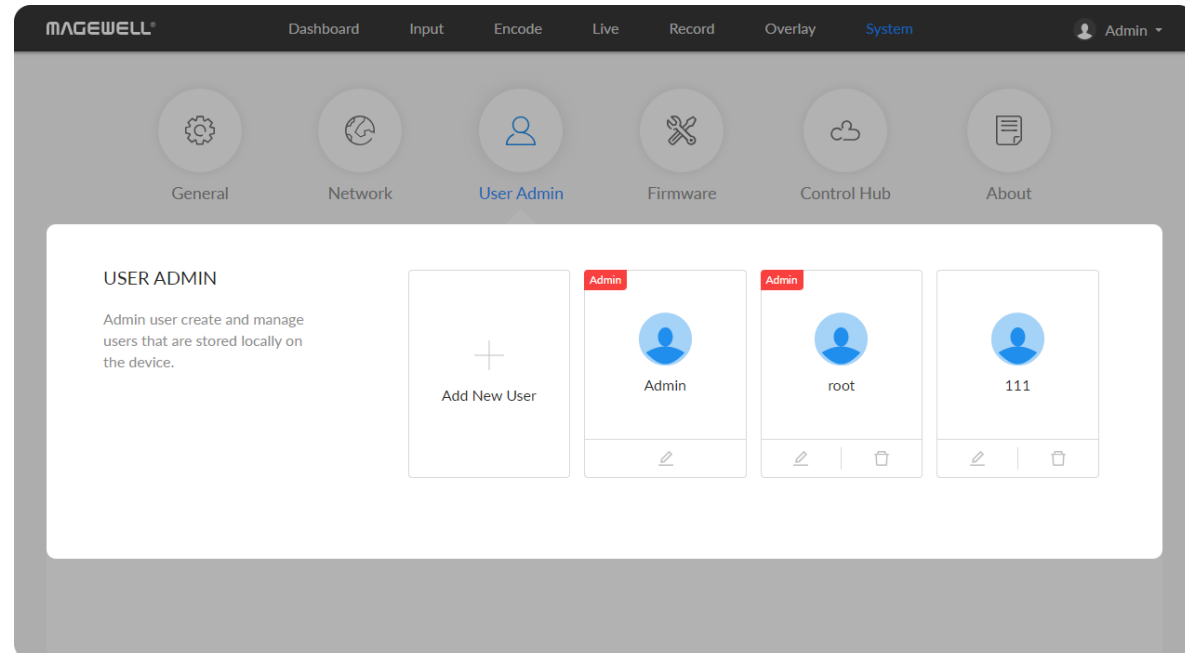 MAGEWELL®
Dashboard
Input
Encode
Live
Record
Overlay
System
Admin
General
Network
User Admin
Firmware
Control Hub
About
USER ADMIN
Admin user create and manage
users that are stored locally on
the device.
Add New User
Admin
Admin
Admin
root
111